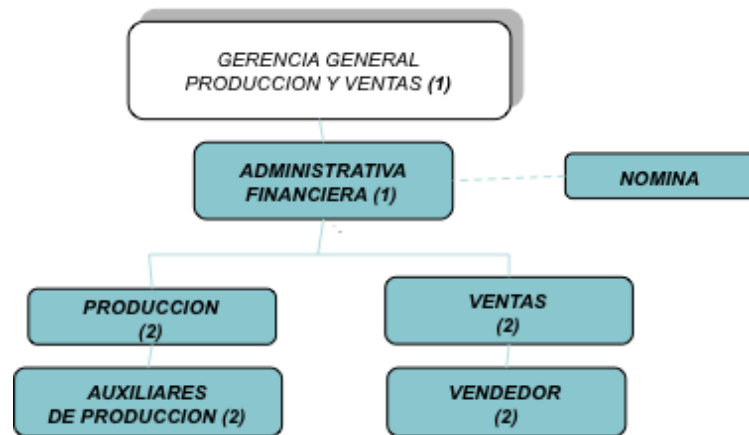 GERENCIA GENERAL
PRODUCCION Y VENTAS (1)
ADMINISTRATIVA
FINANCIERA (1)
NOMINA
PRODUCCION
(2)
VENTAS
(2)
AUXILIARES
DE PRODUCCION (2)
VENDEDOR
(2)